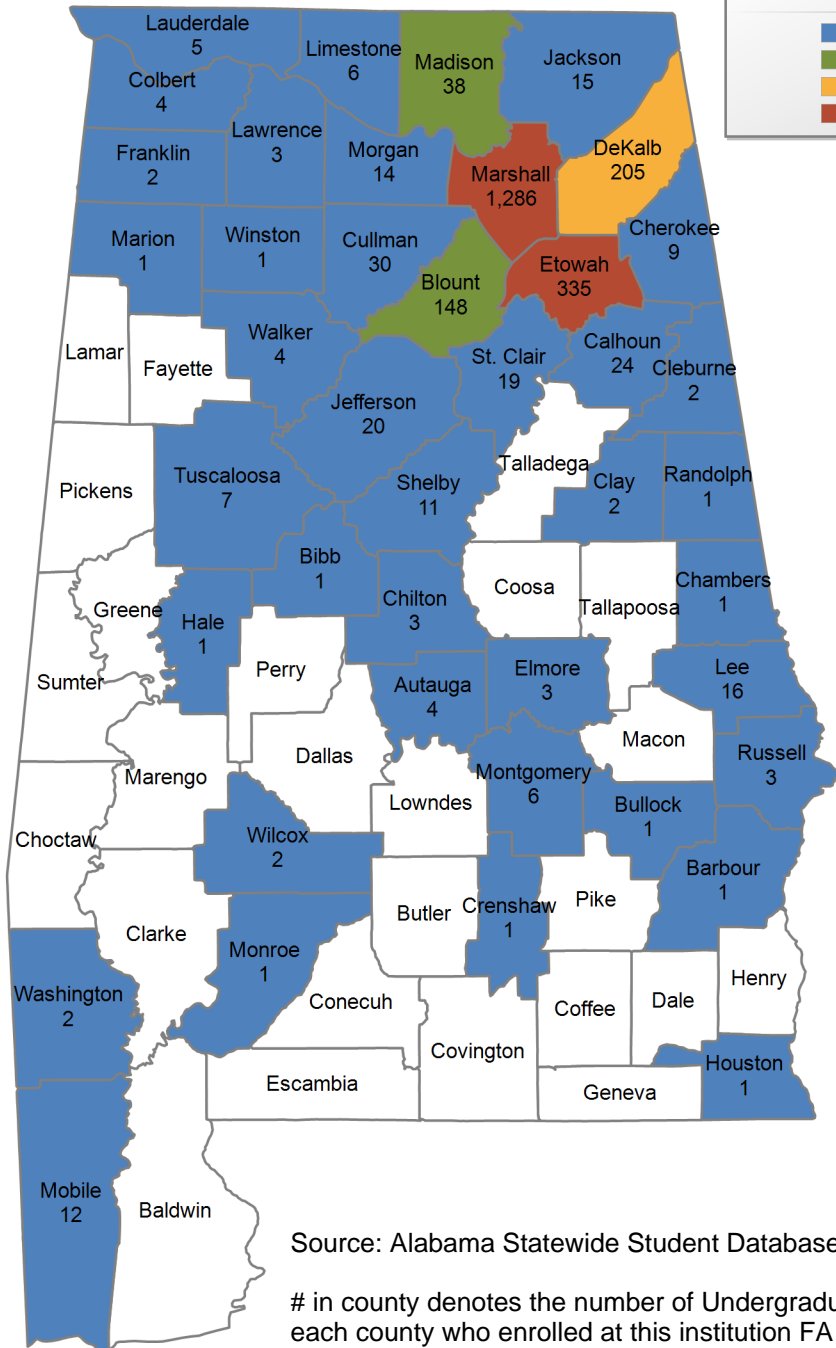 Lauderdale
5
Limestone
6
Madison
38
Jackson
15
Colbert
4
Lawrence
3
Franklin
2
Morgan
14
Marshall
1,286
DeKalb
205
Marion
1
Winston
1
Cullman
30
Blount
148
Etowah
335
Cherokee
9
Lamar
Fayette
Walker
4
Jefferson
20
St. Clair
19
Calhoun
24
Cleburne
2
Pickens
Tuscaloosa
7
Shelby
11
Talladega
Clay
2
Randolph
1
Greene
Hale
1
Bibb
1
Chilton
3
Coosa
Tallapoosa
Chambers
1
Sumter
Perry
Autauga
4
Elmore
3
Lee
16
Marengo
Dallas
Lowndes
Montgomery
6
Macon
Russell
3
Bullock
1
Choctaw
Wilcox
2
Barbour
1
Clarke
Monroe
1
Butler
Crenshaw
1
Pike
Henry
Washington
2
Conecuh
Covington
Coffee
Dale
Escambia
Geneva
Houston
1
Mobile
12
Baldwin
Source: Alabama Statewide Student Database
# in county denotes the number of Undergradu
each county who enrolled at this institution FA